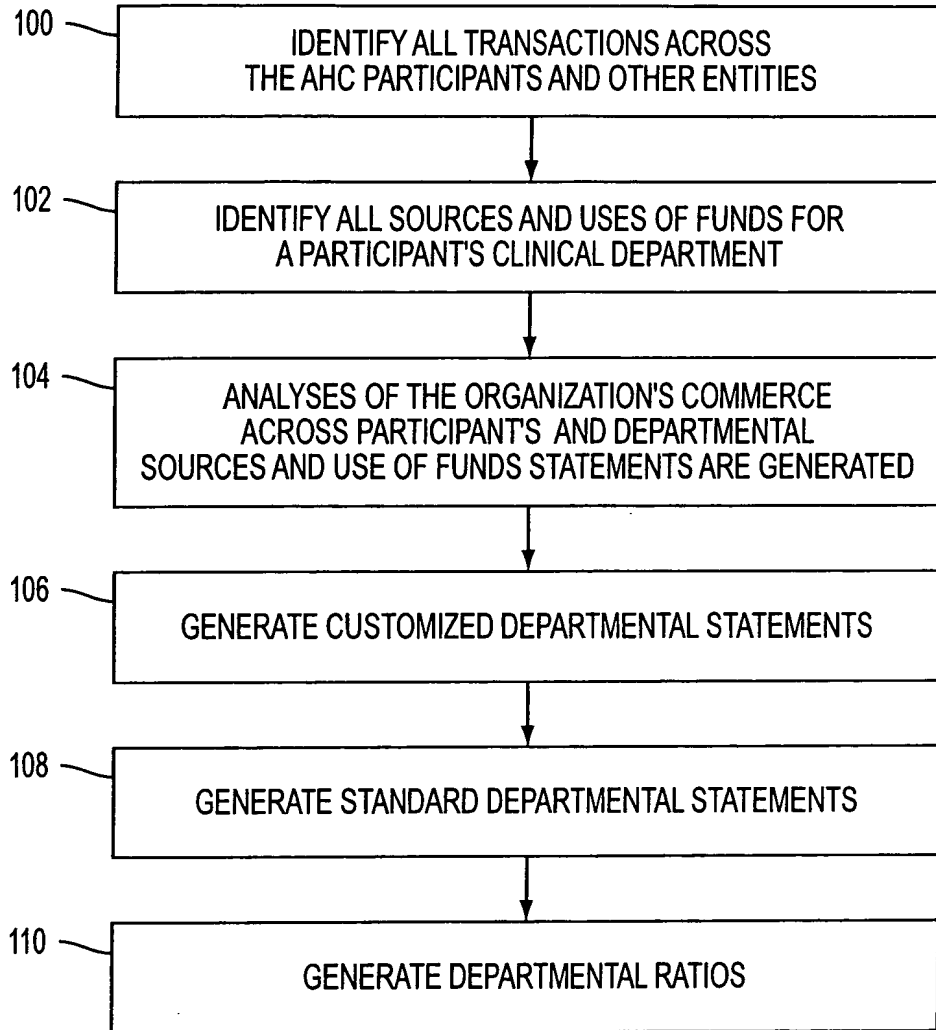 100
IDENTIFY ALL TRANSACTIONS ACROSS
THE AHC PARTICIPANTS AND OTHER ENTITIES
102
IDENTIFY ALL SOURCES AND USES OF FUNDS FOR
A PARTICIPANT'S CLINICAL DEPARTMENT
104
ANALYSES OF THE ORGANIZATION'S COMMERCE
ACROSS PARTICIPANT'S AND DEPARTMENTAL
SOURCES AND USE OF FUNDS STATEMENTS ARE GENERATED
106
GENERATE CUSTOMIZED DEPARTMENTAL STATEMENTS
108
GENERATE STANDARD DEPARTMENTAL STATEMENTS
110
GENERATE DEPARTMENTAL RATIOS